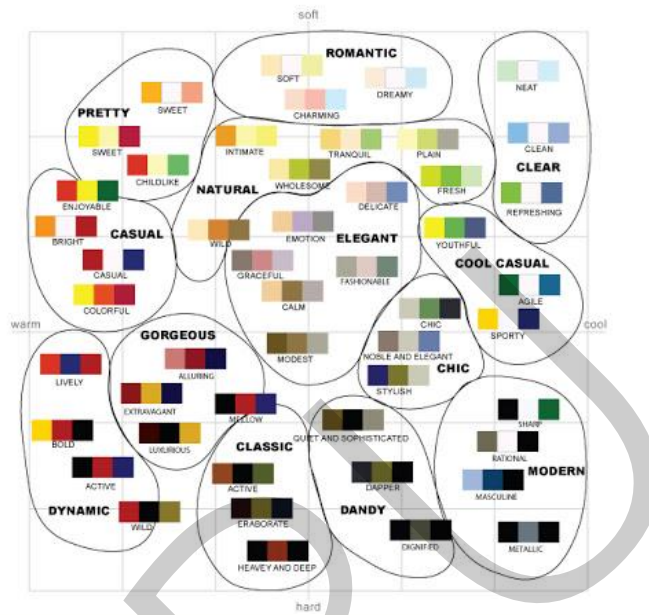 soft
ROMANTIC
SOFT
DREAMY
CHARMING
NEAT
SWEET
PRETTY
SWEET
CHILDLIKE
INTIMATE
TRANQUIL
PLAIN
CLEAN
CLEAR
NATURAL
WHOLESOME
FRESH
REFRESHING
ENJOYABLE
DELICATE
BRIGHT
CASUAL
CASUAL
COLORFUL
WILD
EMOTION
ELEGANT
YOUTHFUL
GRACEFUL
FASHIONABLE
COOL CASUAL
AGILE
CALM
SPORTY
warm
cool
GORGEOUS
CHIC
MODEST
NOBLE AND ELEGANT
ALLURING
CHIC
LIVELY
STYLISH
EXTRAVAGANT
MELLOW
QUIET AND SOPHISTICATED
SHARP
BOLD
LUXURIOUS
CLASSIC
RATIONAL
MODERN
ACTIVE
ACTIVE
DAPPER
MASCULINE
DYNAMIC
WILD
ERABORATE
DANDY
DIGNIFIED
METALLIC
HEAVEY AND DEEP
hard